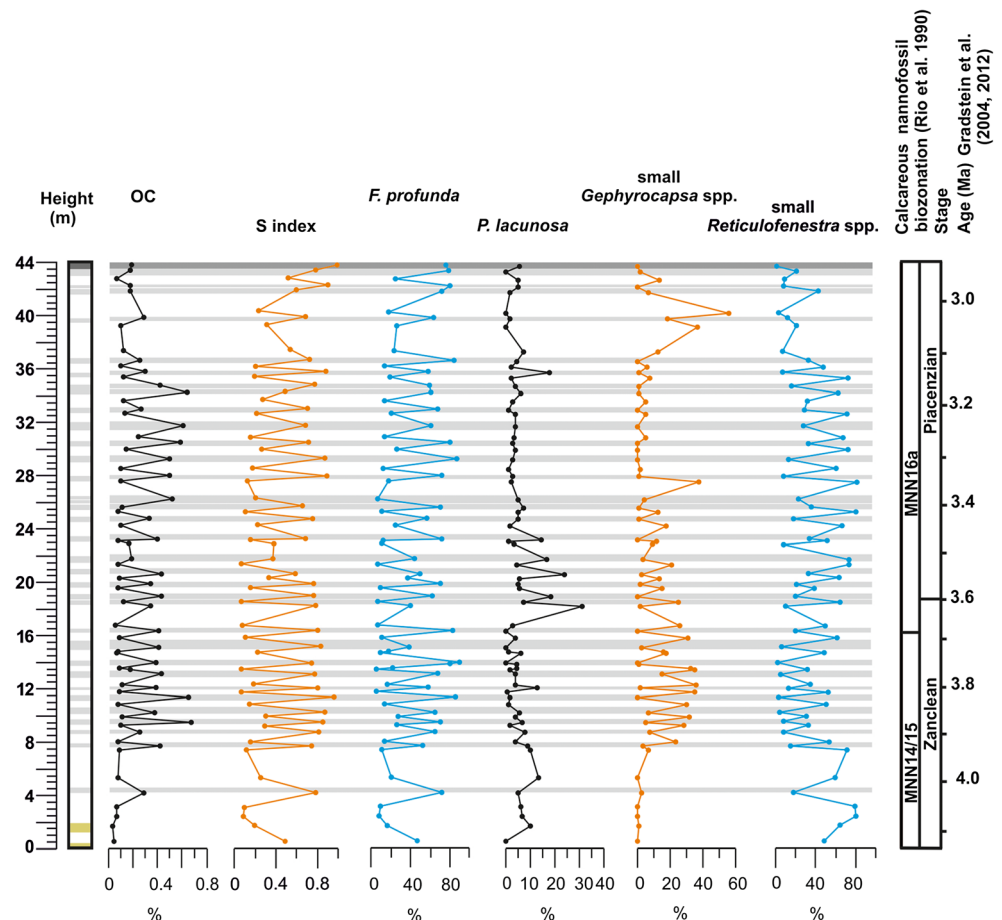 Calcareous nannofossil
biozonation (Rio et al. 1990)
Stage
Age (Ma) Gradstein et al.
(2004, 2012)
Height
(m)
OC
S index
F. profunda
P. lacunosa
small
Gephyrocapsa spp.
small
Reticulofenestra spp.
44
40
36
32
28
24
20
16
12
8
4
0
MNN16a
MNN14/15
Piacenzian
Zanclean
3.0
3.2
3.4
3.6
3.8
4.0
0 0.4 0.8
0 0.4 0.8
0 40 80
0 10 20 30 40
0 20 40 60
0 40 80
% % % % %